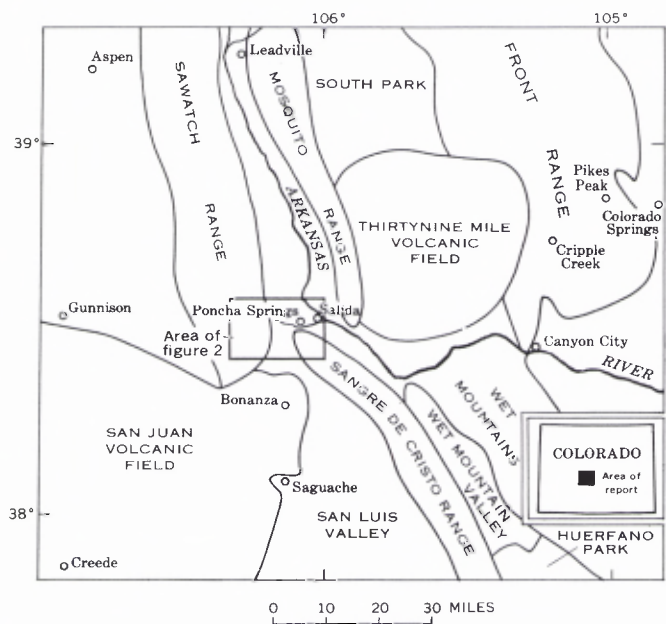 106°
105°
Aspen
Leadville
SAWATCH
RANGE
MOSQUITO
RANGE
SOUTH PARK
FRONT
RANGE
39°
ARKANSAS
THIRTYNINE MILE
VOLCANIC
FIELD
Pikes
Peak
Colorado
Springs
Cripple
Creek
Gunnison
Poncha Springs
Salida
Area of
figure 2
Canyon City
RIVER
Bonanza
SANGRE DE CRISTO RANGE
WET
MOUNTAINS
WET MOUNTAIN
VALLEY
SAN JUAN
VOLCANIC
FIELD
COLORADO
Area of
report
Saguache
38°
SAN LUIS
VALLEY
HUERFANO
PARK
Creede
0 10 20 30 MILES